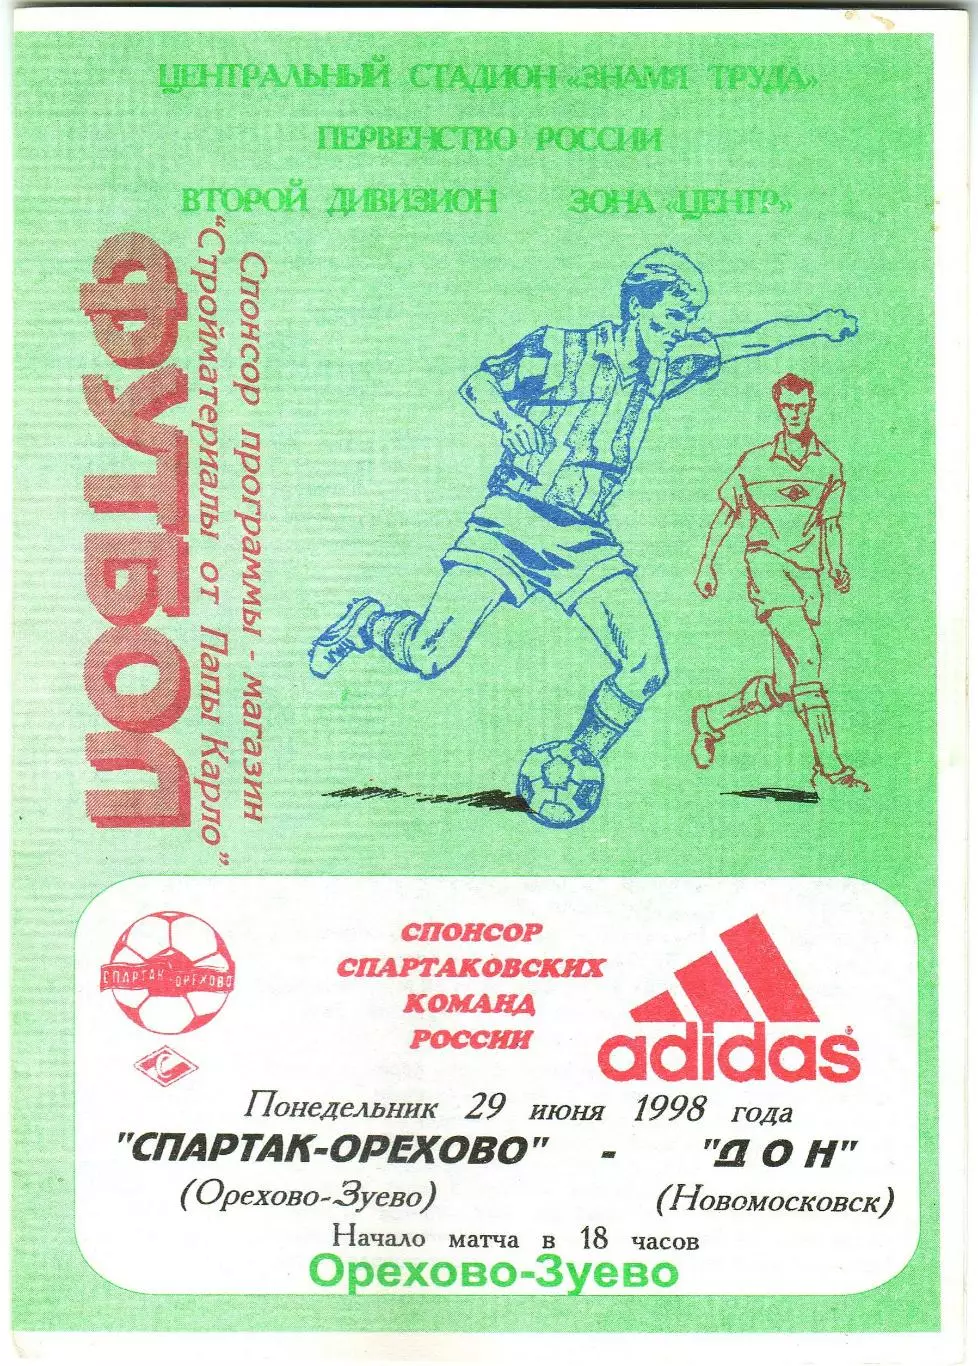 ЦЕНТРАЛЬНЫЙ СТАДИОН «ЗНАМЯ ТРУДА»
ПЕРВЕНСТВО РОССИИ
ВТОРОЙ ДИВИЗИОН ЗОНА «ЦЕНТР»
ФУТБОЛ
Спонсор программы - магазин
"Стройматериалы от Папы Карло"
СПАРТАК-ОРЕХОВО
СПОНСОР
СПАРТАКОВСКИХ
КОМАНД
РОССИИ
adidas®
Понедельник 29 июня 1998 года
"СПАРТАК-ОРЕХОВО" - "ДОН"
(Орехово-Зуево) (Новомосковск)
Начало матча в 18 часов
Орехово-Зуево